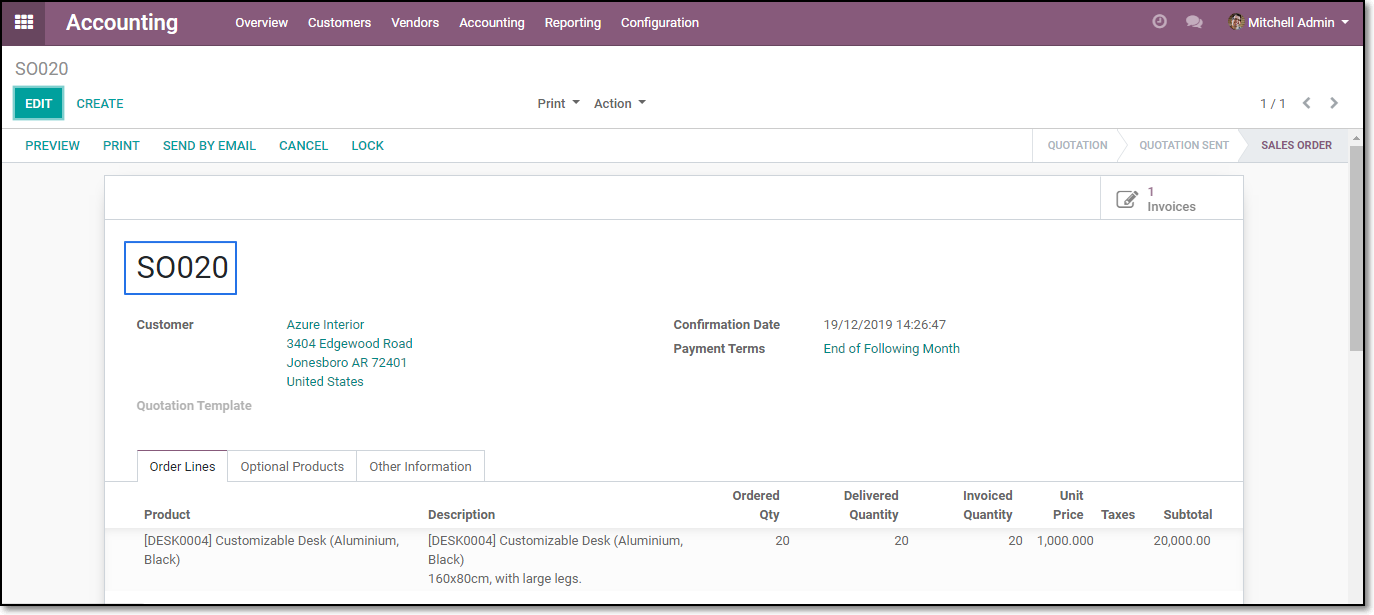 Accounting Overview Customers Vendors Accounting Reporting Configuration Mitchell Admin
SO020
EDIT CREATE Print Action 1 / 1
PREVIEW PRINT SEND BY EMAIL CANCEL LOCK QUOTATION QUOTATION SENT SALES ORDER
1
Invoices
SO020
Customer Azure Interior Confirmation Date 19/12/2019 14:26:47
3404 Edgewood Road Payment Terms End of Following Month
Jonesboro AR 72401
United States
Quotation Template
Order Lines Optional Products Other Information
Ordered Delivered Invoiced Unit
Product Description Qty Quantity Quantity Price Taxes Subtotal
[DESK0004] Customizable Desk (Aluminium, [DESK0004] Customizable Desk (Aluminium, 20 20 20 1,000.000 20,000.00
Black) Black)
160x80cm, with large legs.